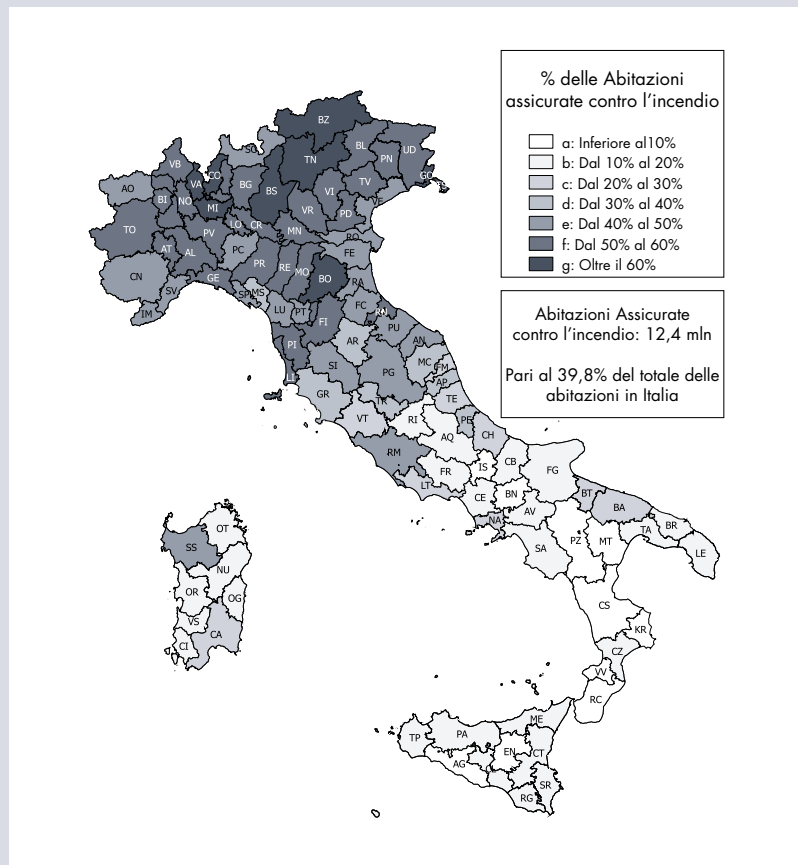 % delle Abitazioni
assicurate contro l'incendio
a: Inferiore al10%
b: Dal 10% al 20%
c: Dal 20% al 30%
d: Dal 30% al 40%
e: Dal 40% al 50%
f: Dal 50% al 60%
g: Oltre il 60%
Abitazioni Assicurate
contro l'incendio: 12,4 mln
Pari al 39,8% del totale delle
abitazioni in Italia
BZ
VB
SO
TN
BL
UD
PN
AO
VA
CO
BG
BS
VI
TV
GO
BI
NO
MI
VR
PD
VE
TO
PV
LO
CR
MN
RO
AT
AL
PC
PR
RE
MO
FE
CN
GE
BO
RA
SV
SP
MS
IM
LU
PT
FI
FC
RN
PU
PI
AR
AN
LI
SI
PG
MC
FM
AP
GR
TR
TE
VT
RI
PE
AQ
CH
RM
FR
IS
CB
FG
LT
CE
BN
BT
BA
NA
AV
TA
BR
SA
PZ
MT
LE
OT
SS
NU
OR
OG
VS
CA
CI
CS
KR
CZ
VV
RC
ME
TP
PA
EN
CT
AG
SR
RG